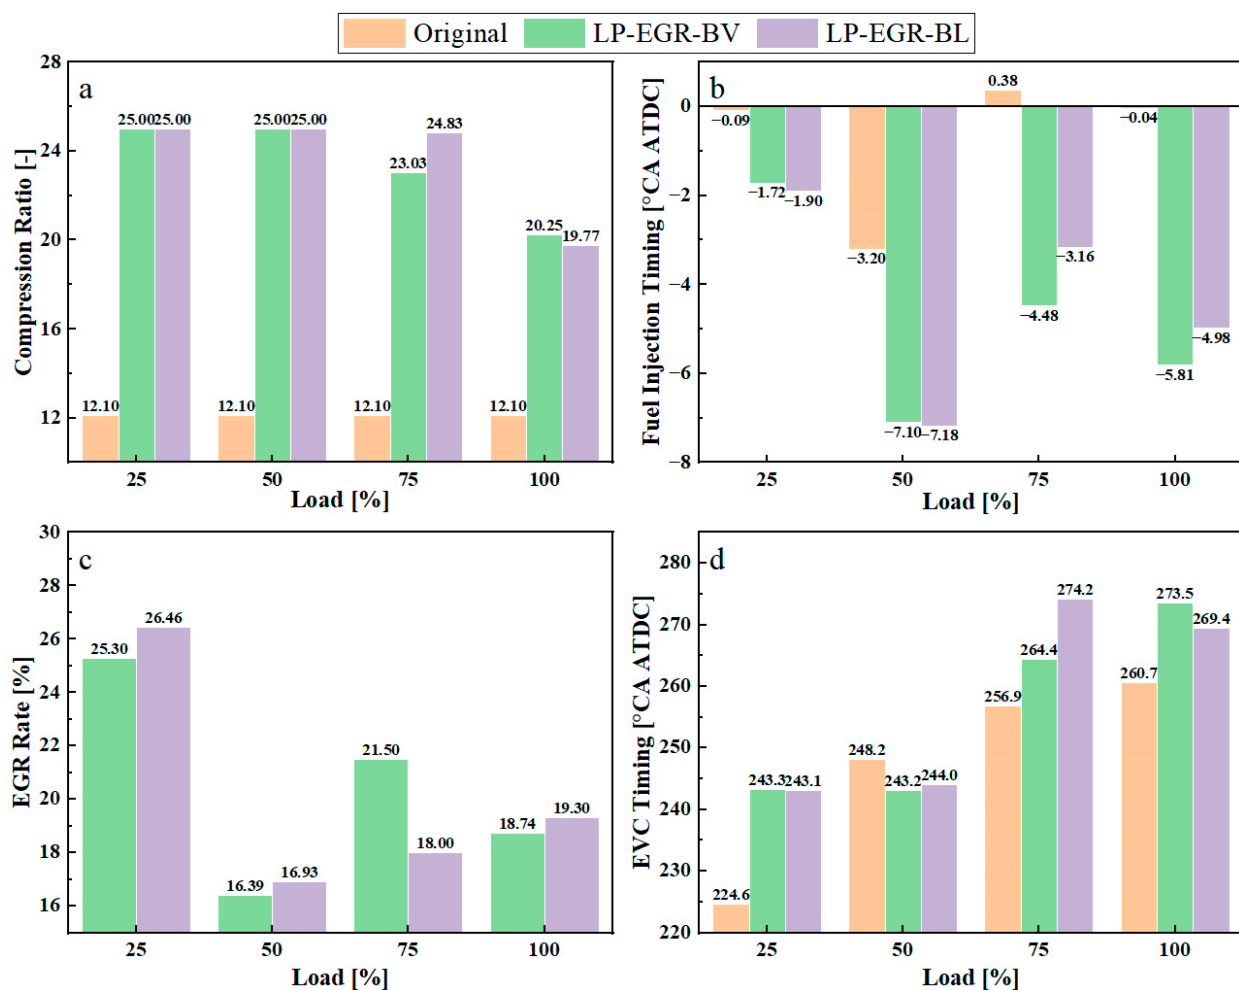 Original LP-EGR-BV LP-EGR-BL
a
Compression Ratio [-]
28
24
20
16
12
12.10 25.00 25.00
12.10 25.00 25.00
12.10 23.03 24.83
12.10 20.25 19.77
25 50 75 100
Load [%]
b
Fuel Injection Timing [°CA ATDC]
0
−2
−4
−6
−8
−0.09 −1.72 −1.90
−3.20 −7.10 −7.18
0.38 −4.48 −3.16
−0.04 −5.81 −4.98
25 50 75 100
Load [%]
c
EGR Rate [%]
30
28
26
24
22
20
18
16
25.30 26.46
16.39 16.93
21.50 18.00
18.74 19.30
25 50 75 100
Load [%]
d
EVC Timing [°CA ATDC]
280
270
260
250
240
230
220
224.6 243.3 243.1
248.2 243.2 244.0
256.9 264.4 274.2
260.7 273.5 269.4
25 50 75 100
Load [%]